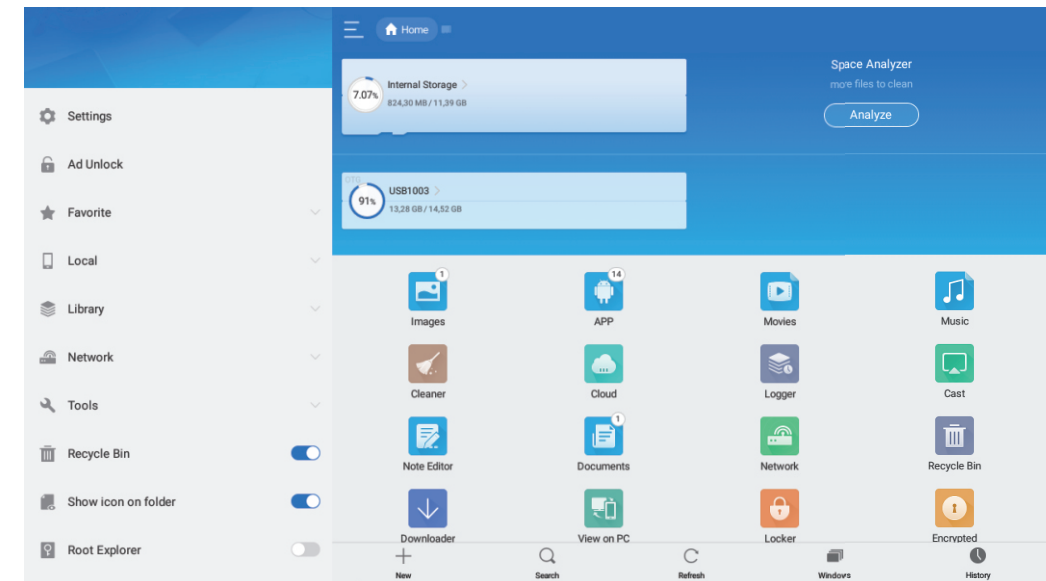 Settings
Ad Unlock
Favorite
Local
Library
Network
Tools
Recycle Bin
Show icon on folder
Root Explorer
Home
7.07%
Internal Storage
824,30 MB / 11,39 GB
Space Analyzer
more files to clean
Analyze
OTG
91%
USB1003
13,28 GB / 14,52 GB
1
14
Images
APP
Movies
Music
Cleaner
Cloud
Logger
Cast
1
Note Editor
Documents
Network
Recycle Bin
Downloader
View on PC
Locker
Encrypted
New
Search
Refresh
Windows
History